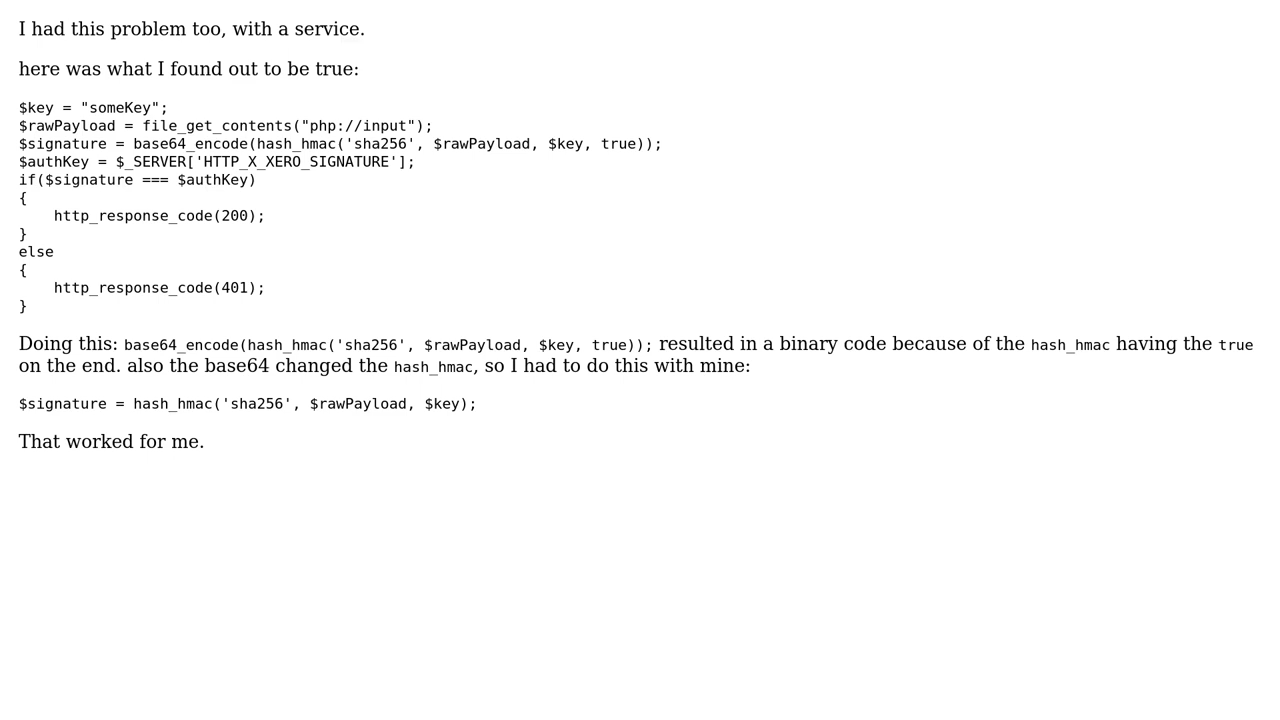 I had this problem too, with a service.
here was what I found out to be true:
$key = "someKey";
$rawPayload = file_get_contents("php://input");
$signature = base64_encode(hash_hmac('sha256', $rawPayload, $key, true));
$authKey = $_SERVER['HTTP_X_XERO_SIGNATURE'];
if($signature === $authKey)
{
    http_response_code(200);
}
else
{
    http_response_code(401);
}
Doing this: base64_encode(hash_hmac('sha256', $rawPayload, $key, true)); resulted in a binary code because of the hash_hmac having the true
on the end. also the base64 changed the hash_hmac, so I had to do this with mine:
$signature = hash_hmac('sha256', $rawPayload, $key);
That worked for me.